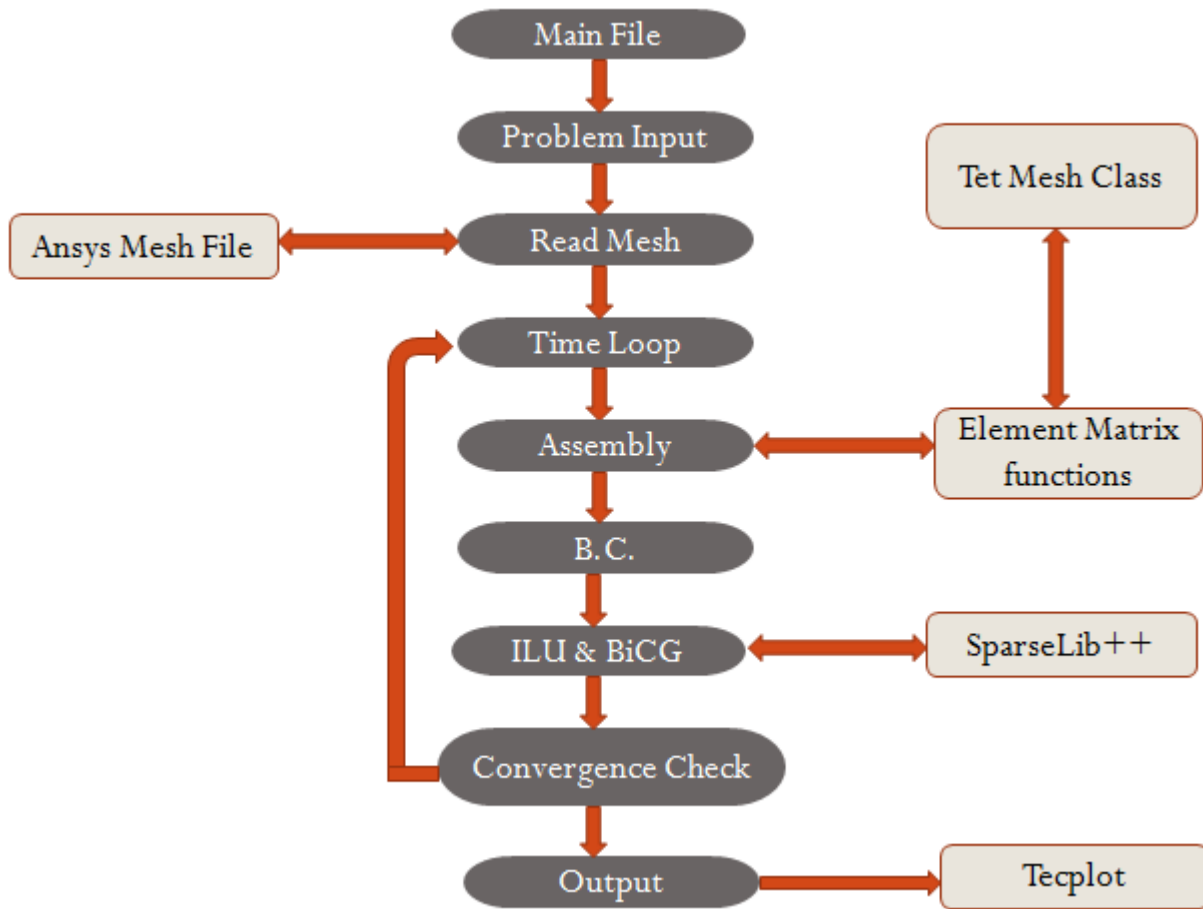 Main File
Problem Input
Tet Mesh Class
Ansys Mesh File
Read Mesh
Time Loop
Assembly
Element Matrix
functions
B.C.
ILU & BiCG
SparseLib++
Convergence Check
Output
Tecplot